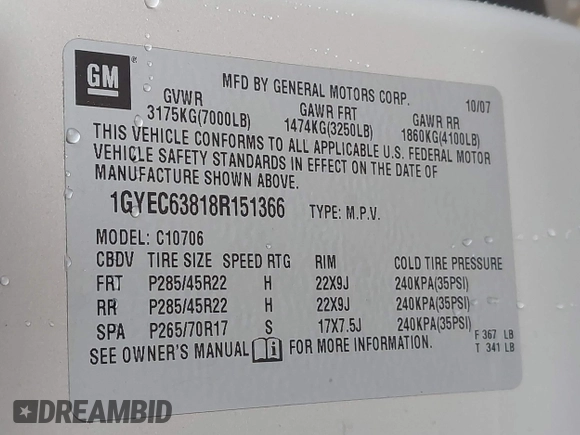 GM
®
MFD BY GENERAL MOTORS CORP. 10/07
GVWR GAWR FRT GAWR RR
3175KG(7000LB) 1474KG(3250LB) 1860KG(4100LB)
THIS VEHICLE CONFORMS TO ALL APPLICABLE U.S. FEDERAL MOTOR
VEHICLE SAFETY STANDARDS IN EFFECT ON THE DATE OF
MANUFACTURE SHOWN ABOVE.
1GYEC63818R151366 TYPE: M.P.V.
MODEL: C10706
CBDV TIRE SIZE SPEED RTG RIM COLD TIRE PRESSURE
FRT P285/45R22 H 22X9J 240KPA(35PSI)
RR P285/45R22 H 22X9J 240KPA(35PSI)
SPA P265/70R17 S 17X7.5J 240KPA(35PSI)
SEE OWNER'S MANUAL i FOR MORE INFORMATION.
F 367 LB
T 341 LB
DREAMBID